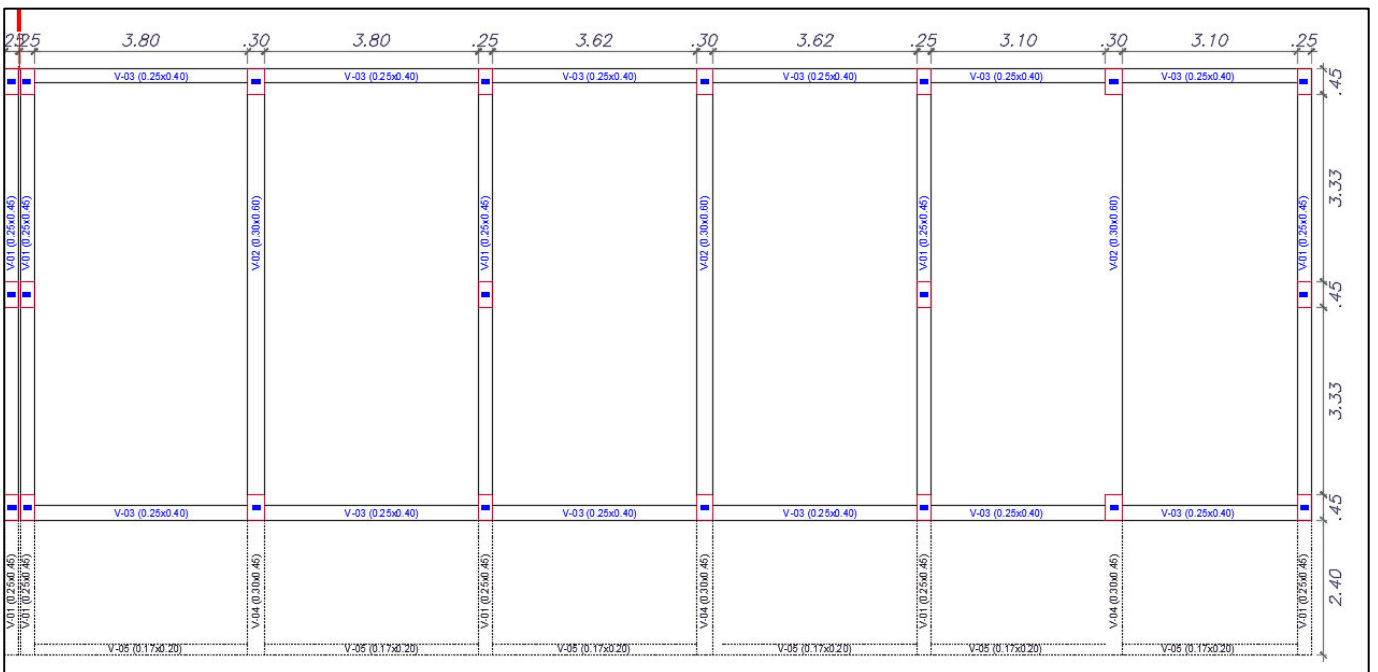 .25 .25 3.80 .30 3.80 .25 3.62 .30 3.62 .25 3.10 .30 3.10 .25
V-03 (0.25x0.40) V-03 (0.25x0.40) V-03 (0.25x0.40) V-03 (0.25x0.40) V-03 (0.25x0.40) V-03 (0.25x0.40)
.45
3.33
V-01 (0.25x0.45) V-01 (0.25x0.45) V-02 (0.30x0.60) V-01 (0.25x0.45) V-02 (0.30x0.60) V-01 (0.25x0.45) V-02 (0.30x0.60) V-01 (0.25x0.45)
.45
3.33
.45
V-03 (0.25x0.40) V-03 (0.25x0.40) V-03 (0.25x0.40) V-03 (0.25x0.40) V-03 (0.25x0.40) V-03 (0.25x0.40)
V-01 (0.25x0.45) V-01 (0.25x0.45) V-04 (0.30x0.45) V-01 (0.25x0.45) V-04 (0.30x0.45) V-01 (0.25x0.45) V-04 (0.30x0.45) V-01 (0.25x0.45)
2.40
V-05 (0.17x0.20) V-05 (0.17x0.20) V-05 (0.17x0.20) V-05 (0.17x0.20) V-05 (0.17x0.20) V-05 (0.17x0.20)